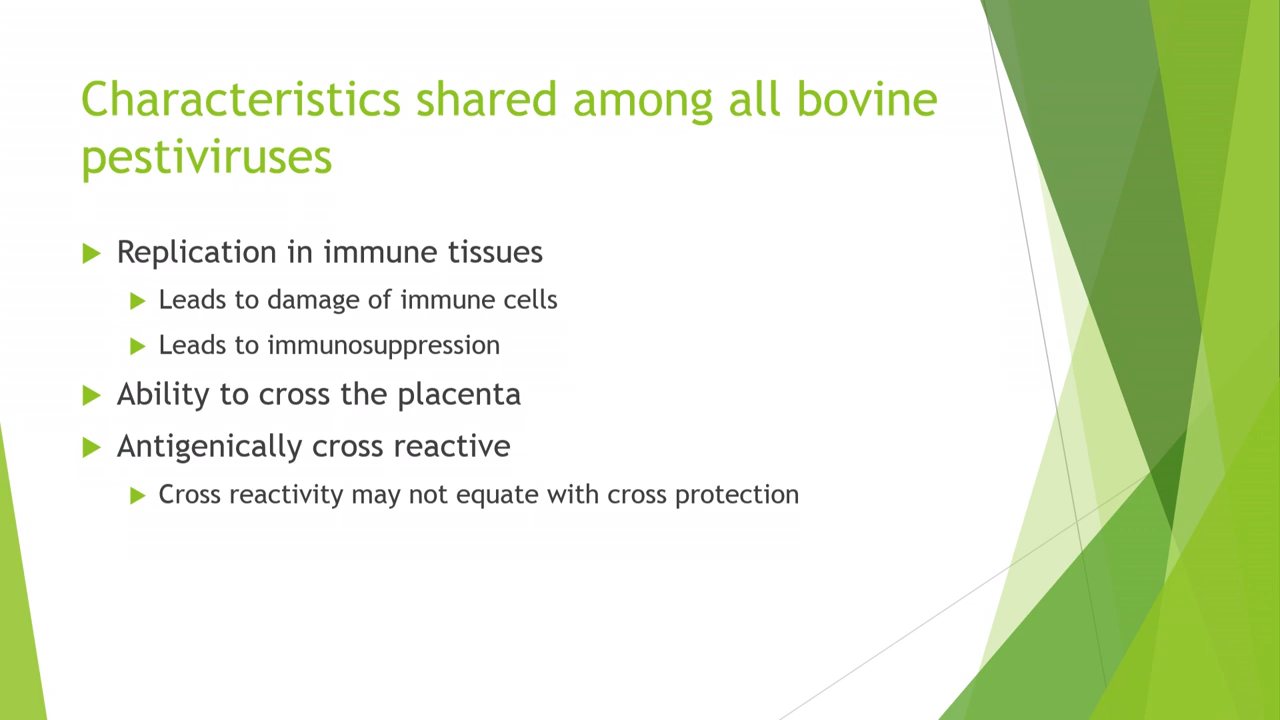 Characteristics shared among all bovine
pestiviruses
Replication in immune tissues
Leads to damage of immune cells
Leads to immunosuppression
Ability to cross the placenta
Antigenically cross reactive
Cross reactivity may not equate with cross protection